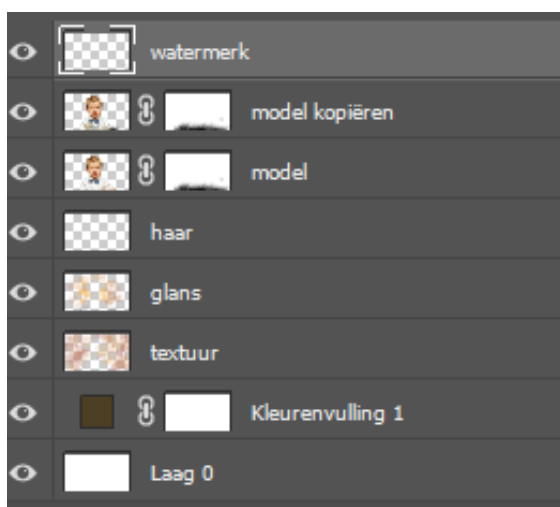 watermerk
model kopiëren
model
haar
glans
textuur
Kleurenvulling 1
Laag 0